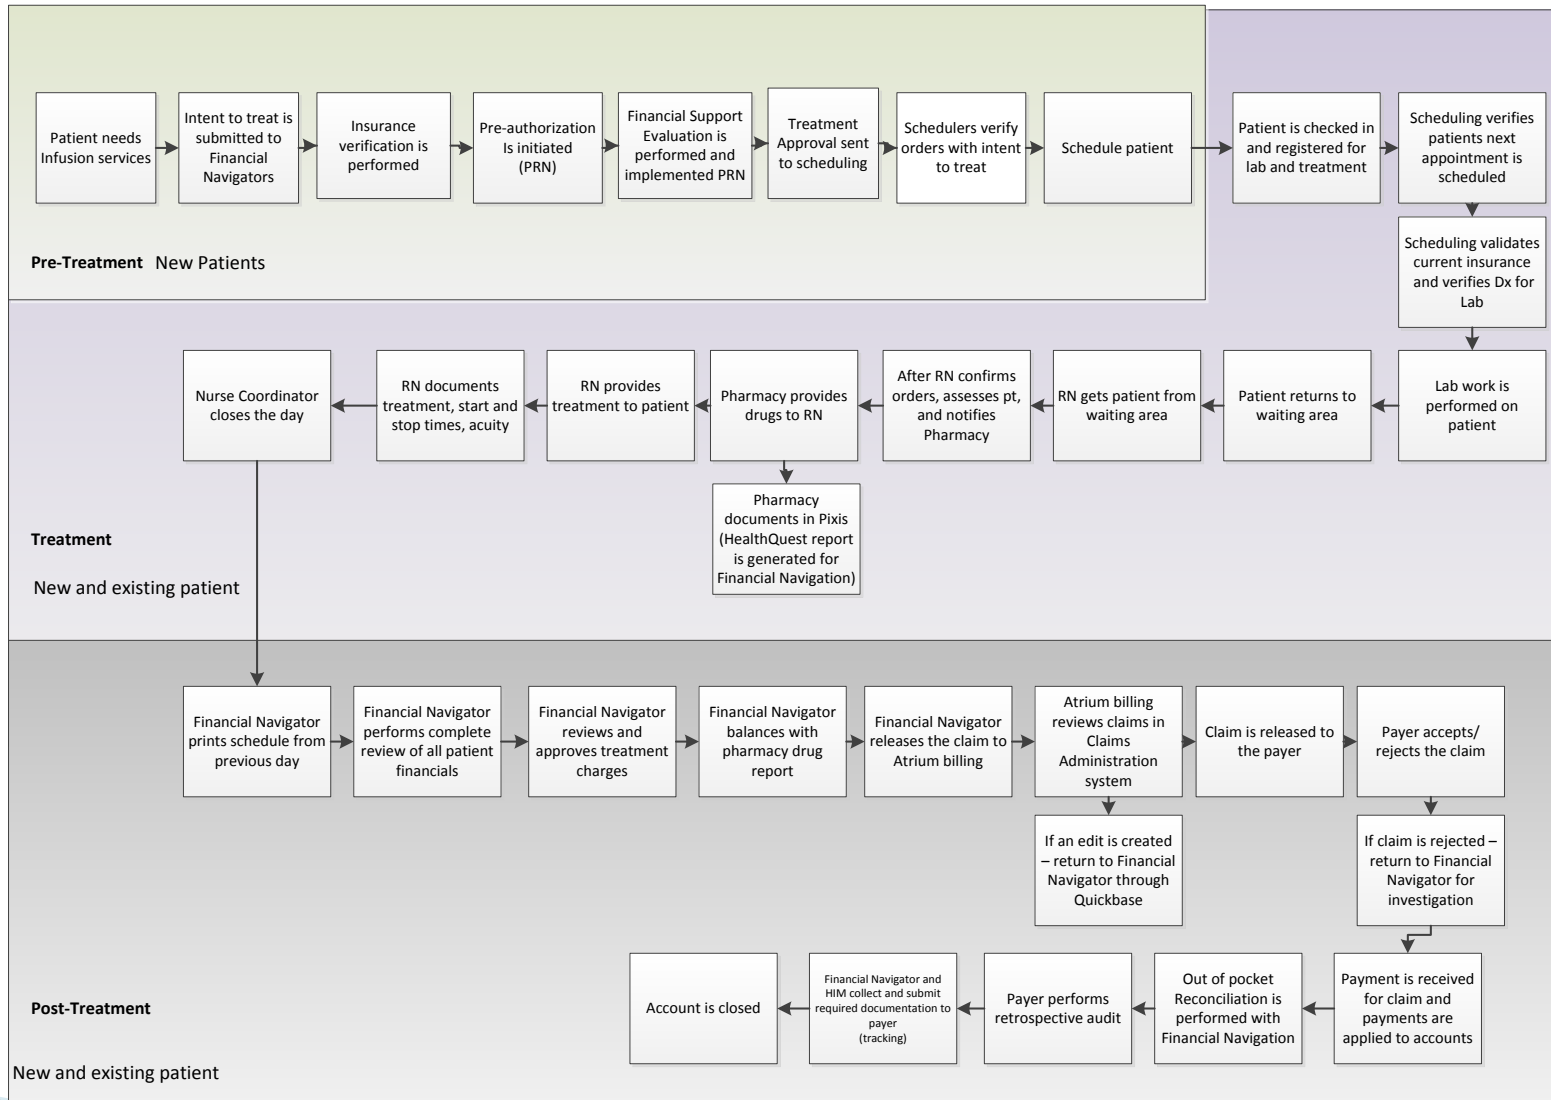 Patient needs
Infusion services
Intent to treat is
submitted to
Financial
Navigators
Insurance
verification is
performed
Pre-authorization
Is initiated
(PRN)
Financial Support
Evaluation is
performed and
implemented PRN
Treatment
Approval sent
to scheduling
Schedulers verify
orders with intent
to treat
Schedule patient
Patient is checked in
and registered for
lab and treatment
Scheduling verifies
patients next
appointment is
scheduled
Pre-Treatment New Patients
Scheduling validates
current insurance
and verifies Dx for
Lab
Lab work is
performed on
patient
Patient returns to
waiting area
RN gets patient from
waiting area
After RN confirms
orders, assesses pt,
and notifies
Pharmacy
Pharmacy provides
drugs to RN
RN provides
treatment to patient
RN documents
treatment, start and
stop times, acuity
Nurse Coordinator
closes the day
Pharmacy
documents in Pixis
(HealthQuest report
is generated for
Financial Navigation)
Treatment
New and existing patient
Financial Navigator
prints schedule from
previous day
Financial Navigator
performs complete
review of all patient
financials
Financial Navigator
reviews and
approves treatment
charges
Financial Navigator
balances with
pharmacy drug
report
Financial Navigator
releases the claim to
Atrium billing
Atrium billing
reviews claims in
Claims
Administration
system
Claim is released to
the payer
Payer accepts/
rejects the claim
If an edit is created
– return to Financial
Navigator through
Quickbase
If claim is rejected –
return to Financial
Navigator for
investigation
Payment is received
for claim and
payments are
applied to accounts
Out of pocket
Reconciliation is
performed with
Financial Navigation
Payer performs
retrospective audit
Financial Navigator and
HIM collect and submit
required documentation to
payer
(tracking)
Account is closed
Post-Treatment
New and existing patient